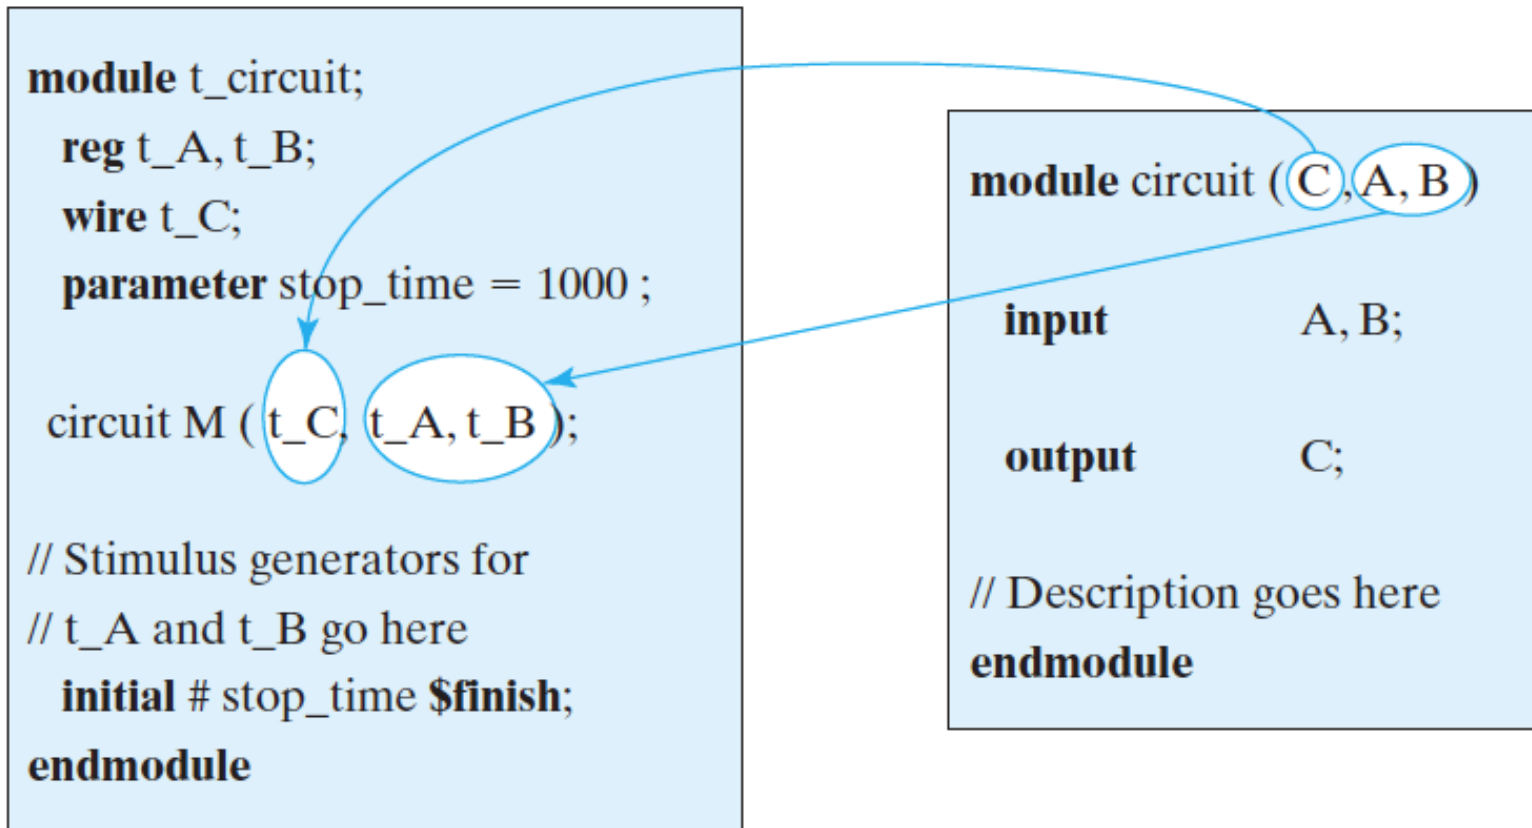 module t_circuit;
reg t_A, t_B;
wire t_C;
parameter stop_time = 1000 ;
circuit M ( t_C, t_A, t_B );
// Stimulus generators for
// t_A and t_B go here
initial # stop_time $finish;
endmodule
module circuit ( C , A, B )
input A, B;
output C;
// Description goes here
endmodule